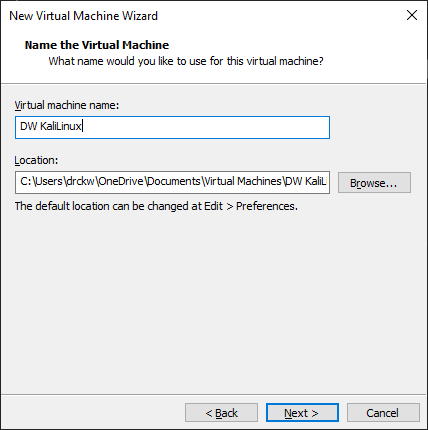 New Virtual Machine Wizard
Name the Virtual Machine
What name would you like to use for this virtual machine?
Virtual machine name:
DW KaliLinux
Location:
C:\Users\drckw\OneDrive\Documents\Virtual Machines\DW KaliL
Browse...
The default location can be changed at Edit > Preferences.
< Back
Next >
Cancel